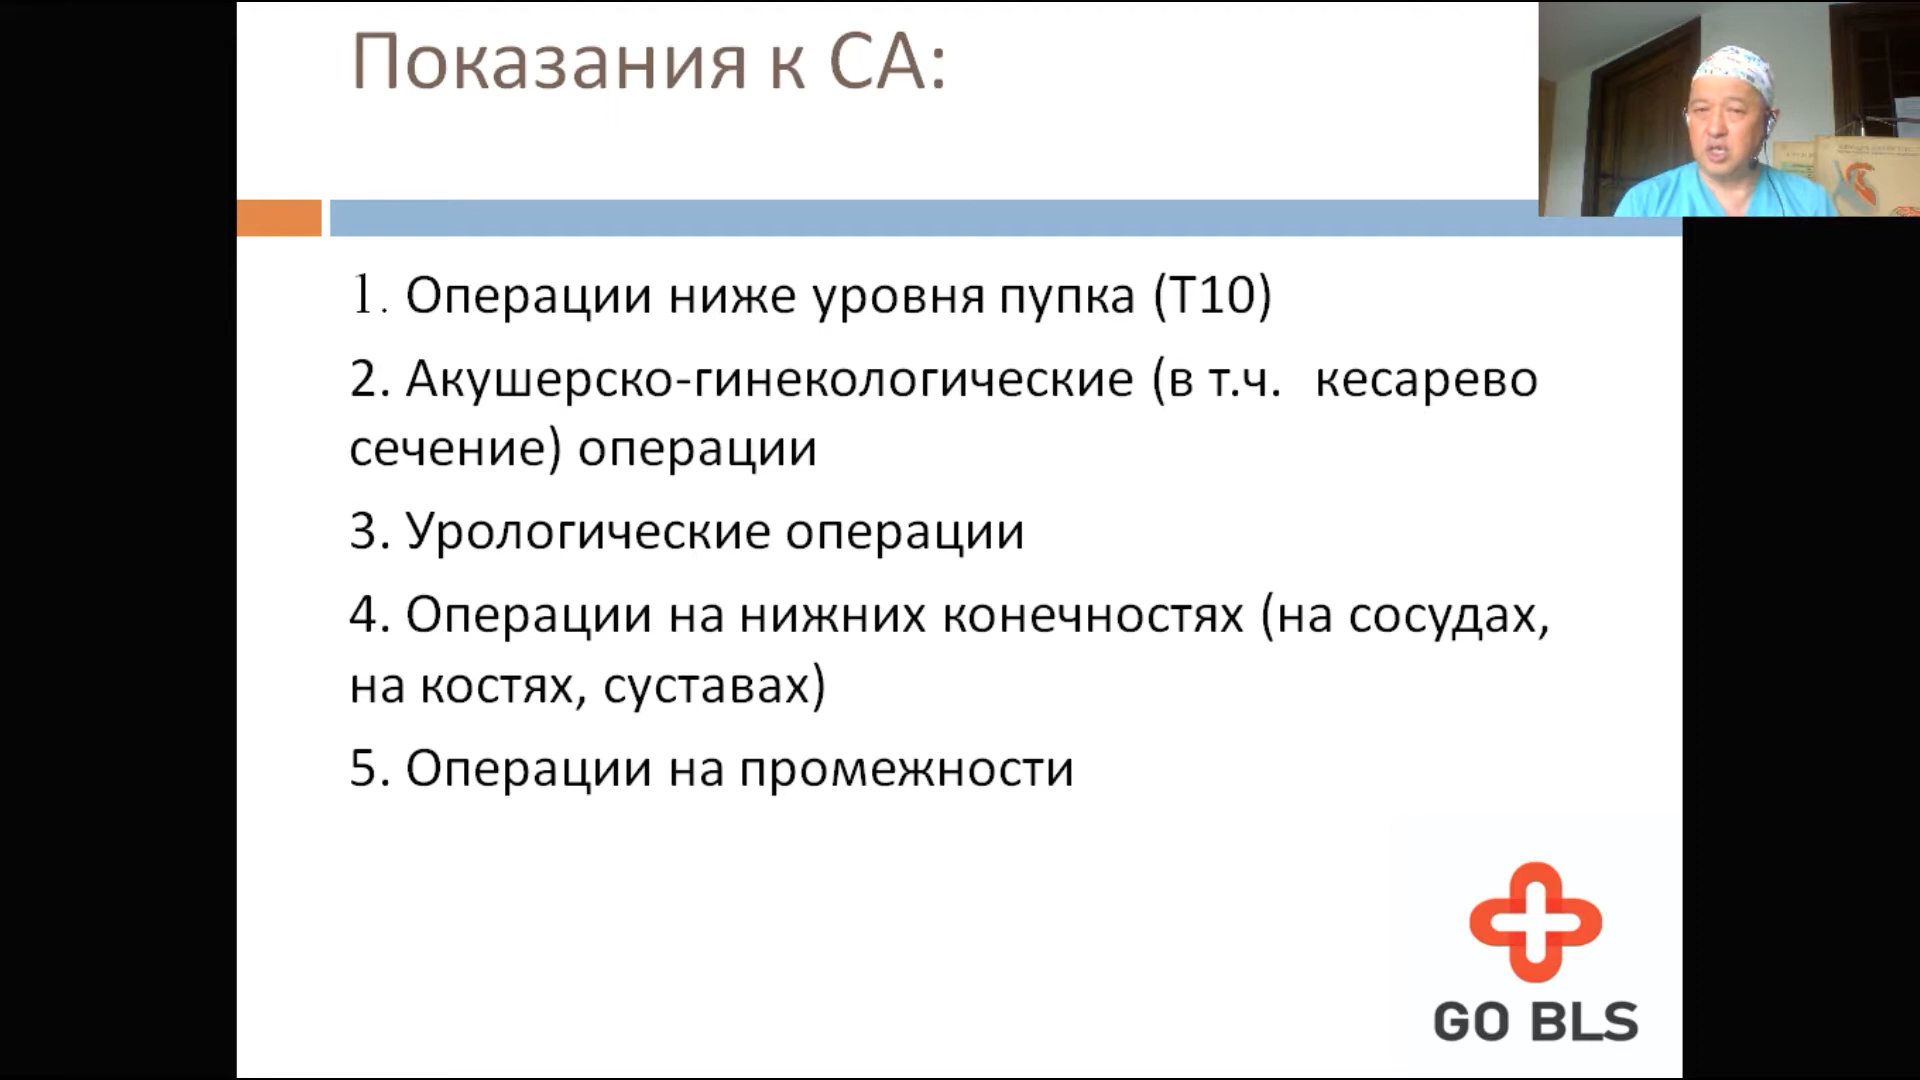 Показания к СА:
1. Операции ниже уровня пупка (Т10)
2. Акушерско-гинекологические (в т.ч. кесарево
сечение) операции
3. Урологические операции
4. Операции на нижних конечностях (на сосудах,
на костях, суставах)
5. Операции на промежности
GO BLS